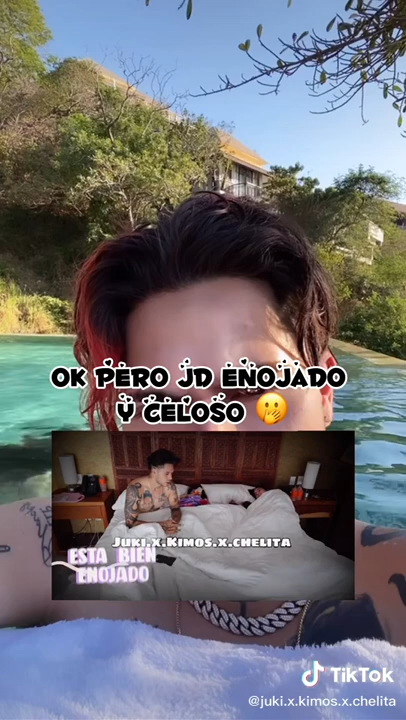 OK PERO JD ENOJADO
Y CELOSO 🤭
Juki.x.Kimos.x.chelita
ESTA BIEN
ENOJADO
TikTok
@juki.x.kimos.x.chelita